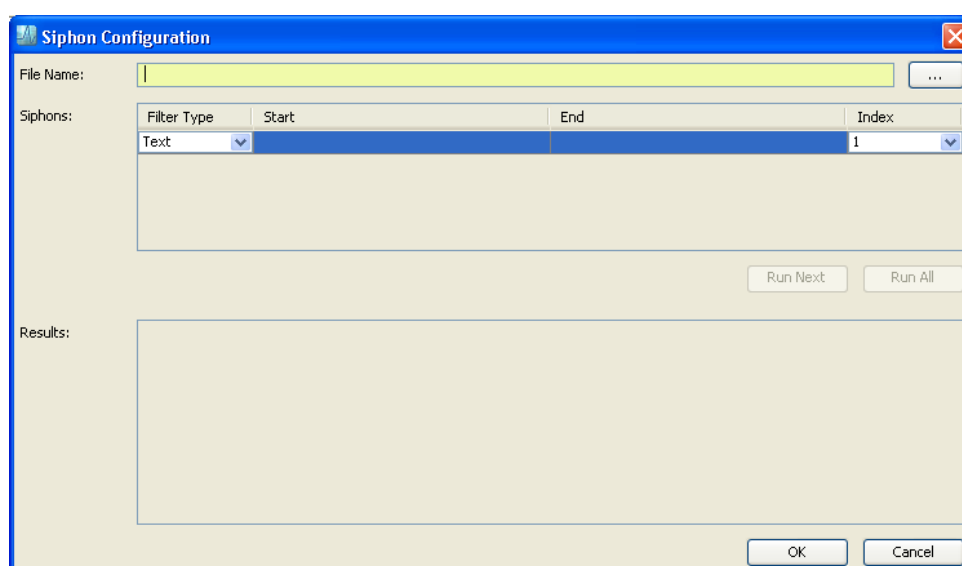 Siphon Configuration
File Name:
...
Siphons:
Filter Type Start End Index
Text 1
Run Next Run All
Results:
OK Cancel